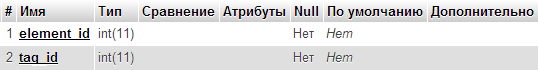 # Имя Тип Сравнение Атрибуты Null По умолчанию Дополнительно
1 element_id int(11) Нет Нет
2 tag_id int(11) Нет Нет